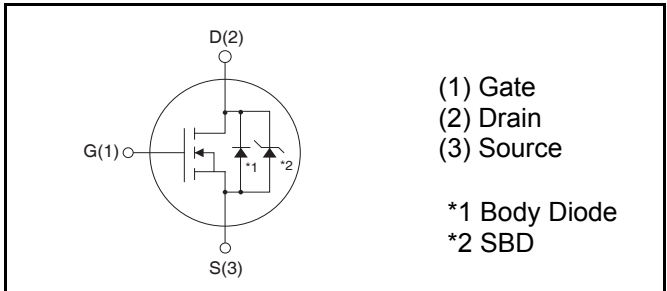 D(2)
G(1)
*1
*2
S(3)
(1) Gate
(2) Drain
(3) Source
*1 Body Diode
*2 SBD